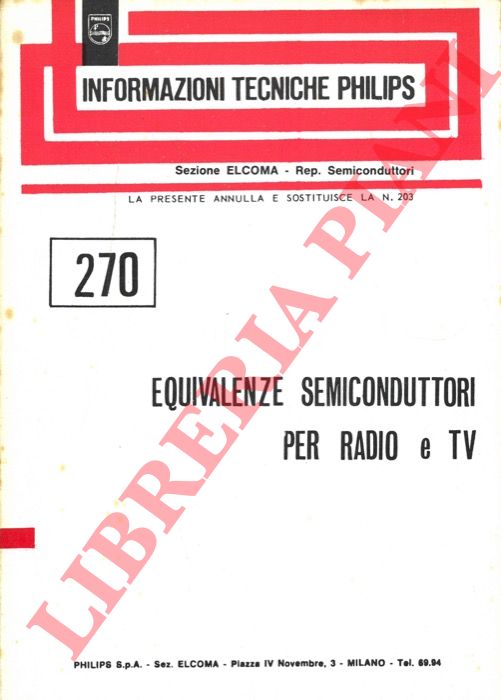 PHILIPS
INFORMAZIONI TECNICHE PHILIPS
Sezione ELCOMA - Rep. Semiconduttori
LA PRESENTE ANNULLA E SOSTITUISCE LA N. 203
270
EQUIVALENZE SEMICONDUTTORI
PER RADIO e TV
LIBRERIA PIANI
PHILIPS S.p.A. - Sez. ELCOMA - Piazza IV Novembre, 3 - MILANO - Tel. 69.94